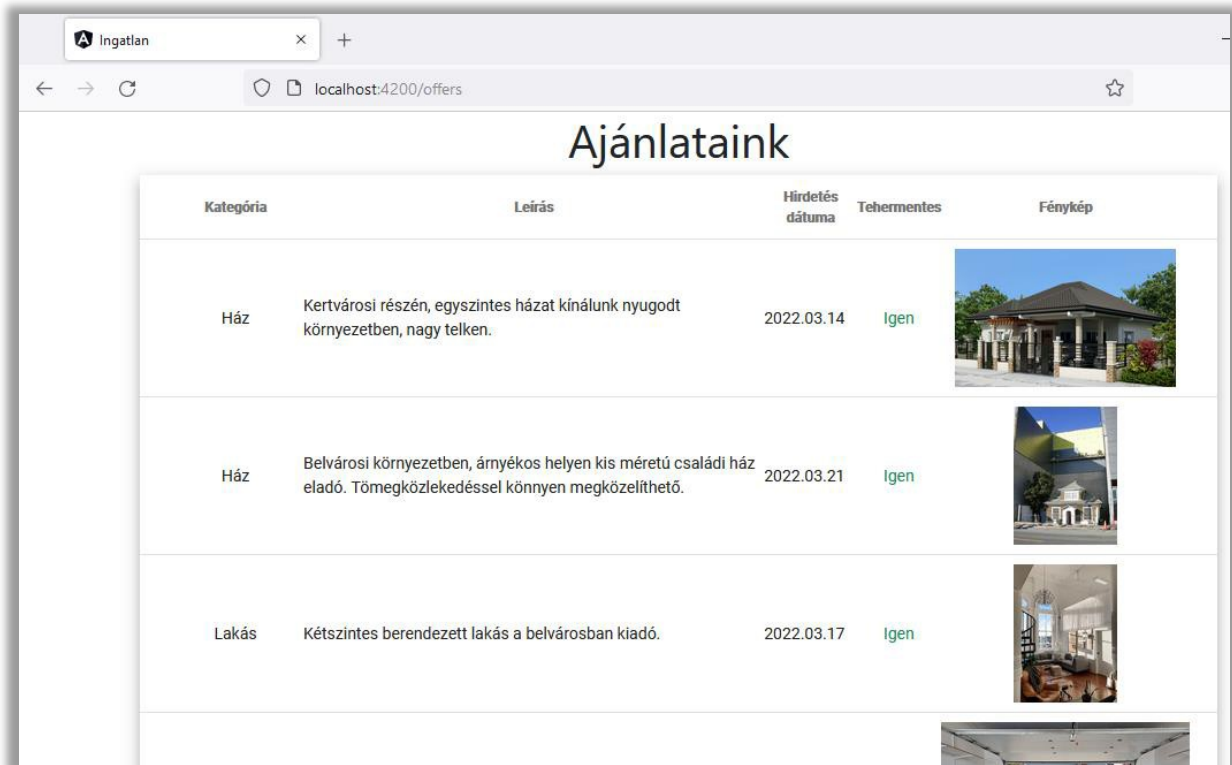 Ingatlan
localhost:4200/offers
Ajánlataink
Kategória Leírás Hirdetés dátuma Tehermentes Fénykép
Ház Kertvárosi részén, egyszintes házat kínálunk nyugodt
környezetben, nagy telken. 2022.03.14 Igen
Ház Belvárosi környezetben, árnyékos helyen kis méretú családi ház
eladó. Tömegközlekedéssel könnyen megközelíthető. 2022.03.21 Igen
Lakás Kétszintes berendezett lakás a belvárosban kiadó. 2022.03.17 Igen